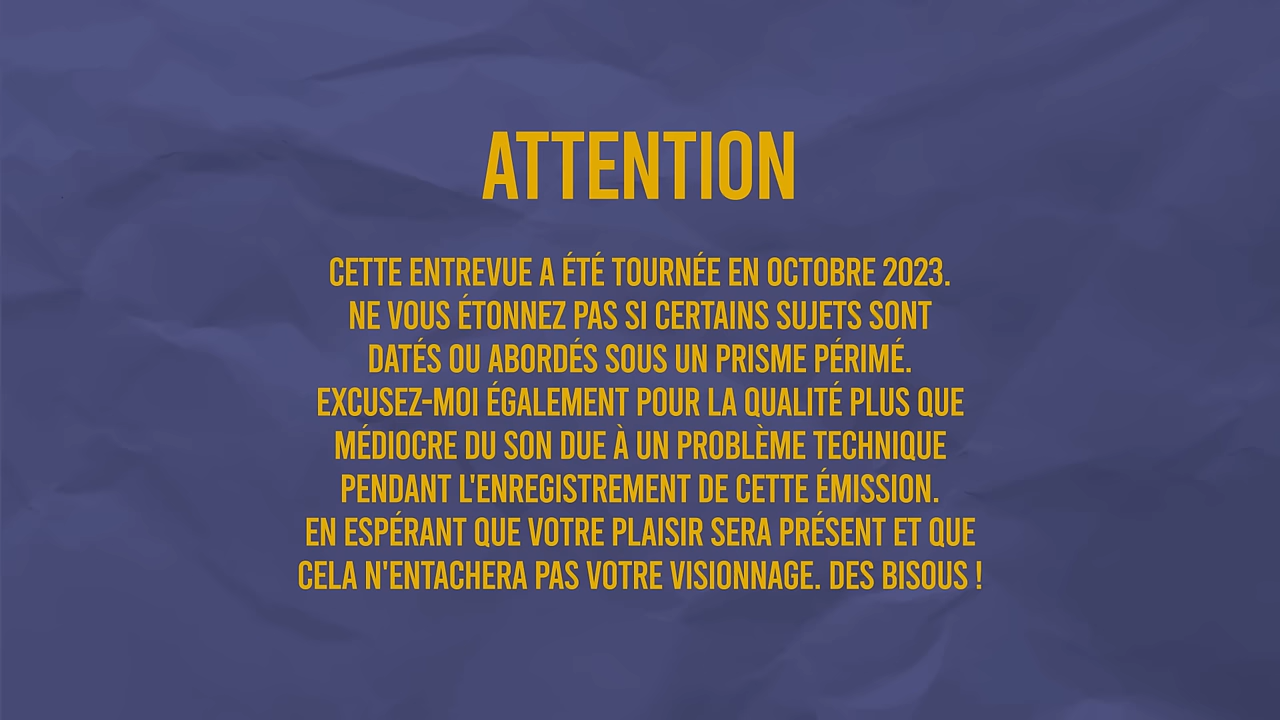 ATTENTION
CETTE ENTREVUE A ÉTÉ TOURNÉE EN OCTOBRE 2023.
NE VOUS ÉTONNEZ PAS SI CERTAINS SUJETS SONT
DATÉS OU ABORDÉS SOUS UN PRISME PÉRIMÉ.
EXCUSEZ-MOI ÉGALEMENT POUR LA QUALITÉ PLUS QUE
MÉDIOCRE DU SON DUE À UN PROBLÈME TECHNIQUE
PENDANT L'ENREGISTREMENT DE CETTE ÉMISSION.
EN ESPÉRANT QUE VOTRE PLAISIR SERA PRÉSENT ET QUE
CELA N'ENTACHERA PAS VOTRE VISIONNAGE. DES BISOUS !